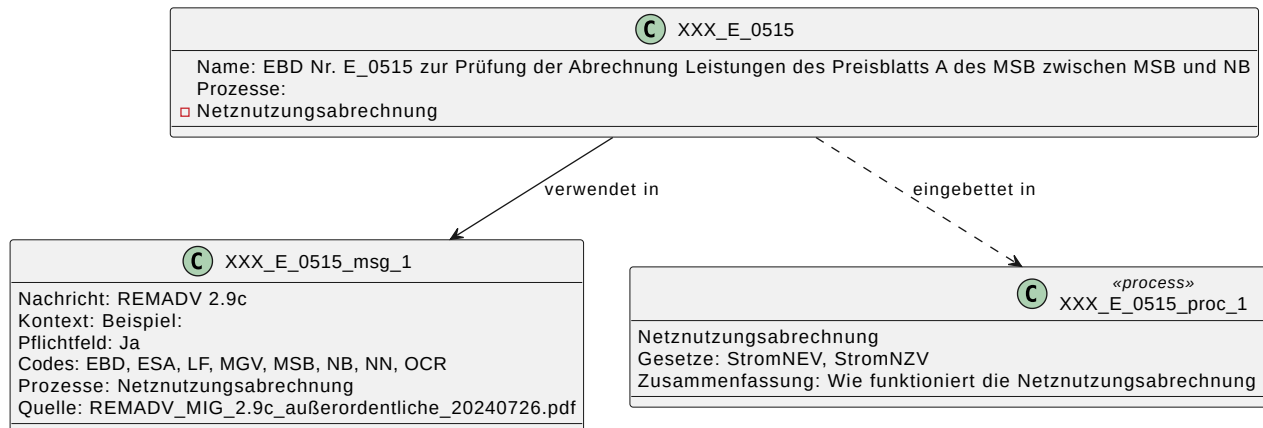 C XXX_E_0515
Name: EBD Nr. E_0515 zur Prüfung der Abrechnung Leistungen des Preisblatts A des MSB zwischen MSB und NB
Prozesse:
Netznutzungsabrechnung
verwendet in
eingebettet in
C XXX_E_0515_msg_1
Nachricht: REMADV 2.9c
Kontext: Beispiel:
Pflichtfeld: Ja
Codes: EBD, ESA, LF, MGV, MSB, NB, NN, OCR
Prozesse: Netznutzungsabrechnung
Quelle: REMADV_MIG_2.9c_außerordentliche_20240726.pdf
«process»
C XXX_E_0515_proc_1
Netznutzungsabrechnung
Gesetze: StromNEV, StromNZV
Zusammenfassung: Wie funktioniert die Netznutzungsabrechnung